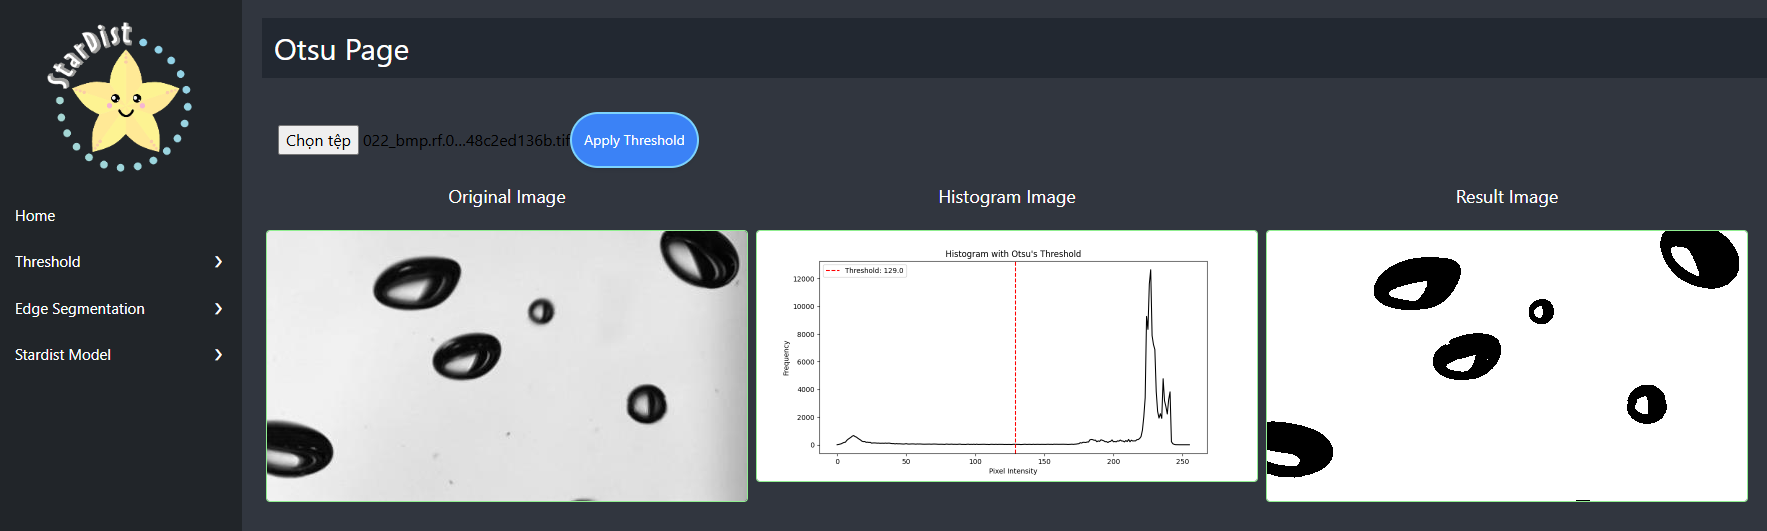 StarDist
Otsu Page
Chọn tệp 022_bmp.rf.0...48c2ed136b.tif Apply Threshold
Home
Threshold
Edge Segmentation
Stardist Model
Original Image
Histogram Image
Result Image
Histogram with Otsu's Threshold
Threshold: 129.0
Frequency
12000
10000
8000
6000
4000
2000
0
0 50 100 150 200 250
Pixel Intensity